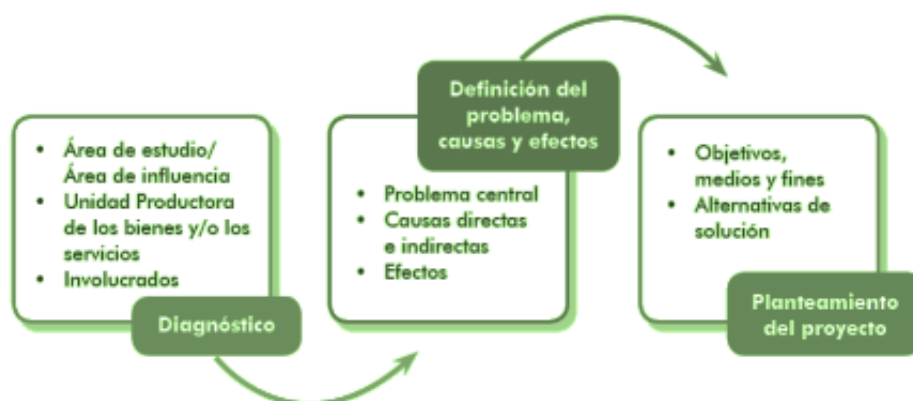 • Área de estudio/
Área de influencia
• Unidad Productora
de los bienes y/o los
servicios
• Involucrados
Diagnóstico
Definición del
problema,
causas y efectos
• Problema central
• Causas directas
e indirectas
• Efectos
• Objetivos,
medios y fines
• Alternativas de
solución
Planteamiento
del proyecto